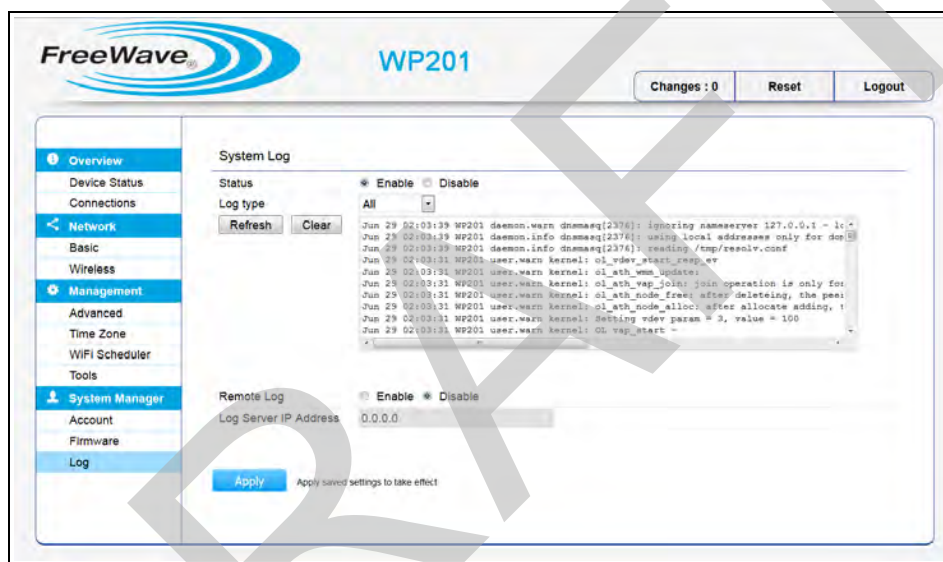 FreeWave®
WP201
Changes : 0 Reset Logout
Overview
Device Status
Connections
Network
Basic
Wireless
Management
Advanced
Time Zone
WiFi Scheduler
Tools
System Manager
Account
Firmware
Log
System Log
Status Enable Disable
Log type All
Refresh Clear
Jun 29 02:03:39 WP201 daemon.warn dnsmasq[2376]: ignoring nameserver 127.0.0.1 - lo
Jun 29 02:03:39 WP201 daemon.info dnsmasq[2376]: using local addresses only for do
Jun 29 02:03:39 WP201 daemon.info dnsmasq[2376]: reading /tmp/resolv.conf
Jun 29 02:03:31 WP201 user.warn kernel: ol_vdev_start_resp_ev
Jun 29 02:03:31 WP201 user.warn kernel: ol_ath_wmm_update:
Jun 29 02:03:31 WP201 user.warn kernel: ol_ath_vap_join: join operation is only for
Jun 29 02:03:31 WP201 user.warn kernel: ol_ath_node_free: after deleteing, the
Jun 29 02:03:31 WP201 user.warn kernel: ol_ath_node_alloc: after allocate adding,
Jun 29 02:03:31 WP201 user.warn kernel: Setting vdev param = 3, value = 100
Jun 29 02:03:31 WP201 user.warn kernel: OL vap_start -
Remote Log Enable Disable
Log Server IP Address 0.0.0.0
Apply Apply saved settings to take effect